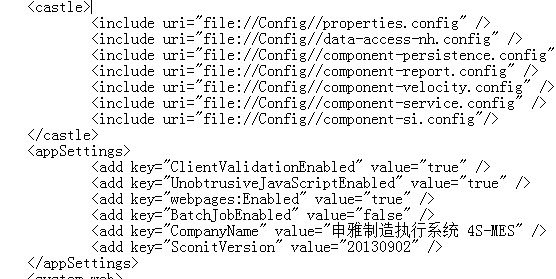 <castle>
<include uri="file://Config//properties.config" />
<include uri="file://Config//data-access-nh.config" />
<include uri="file://Config//component-persistence.config"
<include uri="file://Config//component-report.config" />
<include uri="file://Config//component-velocity.config" />
<include uri="file://Config//component-service.config" />
<include uri="file://Config//component-si.config"/>
</castle>
<appSettings>
<add key="ClientValidationEnabled" value="true" />
<add key="UnobtrusiveJavaScriptEnabled" value="true" />
<add key="webpages:Enabled" value="true" />
<add key="BatchJobEnabled" value="false" />
<add key="CompanyName" value="申雅制造执行系统 4S-MES" />
<add key="SconitVersion" value="20130902" />
</appSettings>
<system.web>